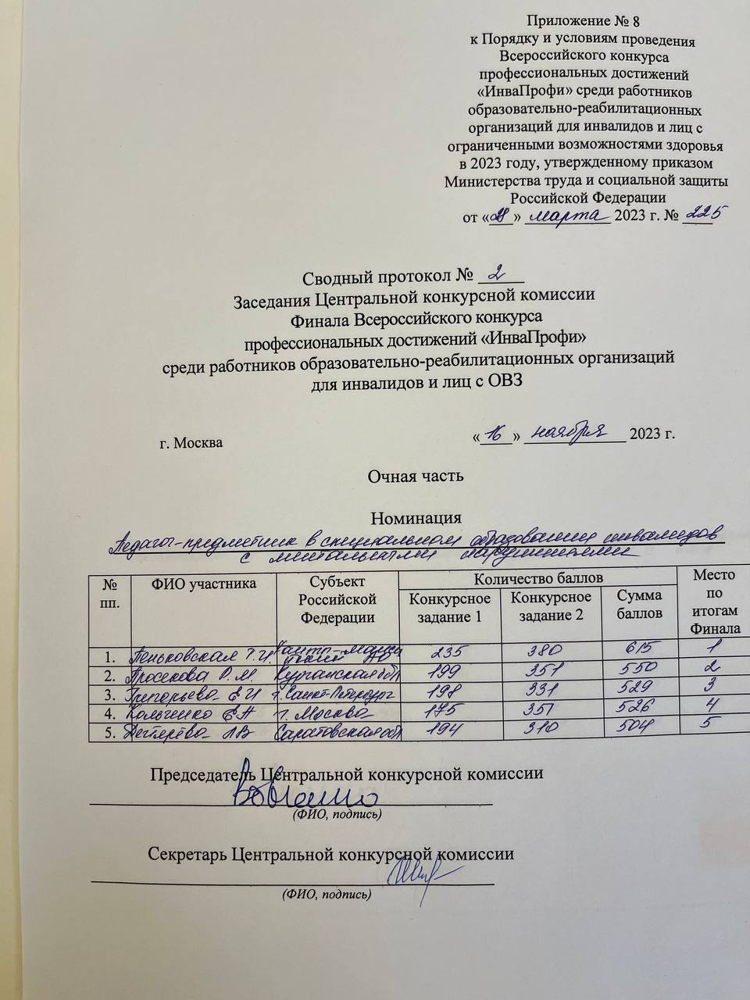 Приложение № 8
к Порядку и условиям проведения
Всероссийского конкурса
профессиональных достижений
«ИнваПрофи» среди работников
образовательно-реабилитационных
организаций для инвалидов и лиц с
ограниченными возможностями здоровья
в 2023 году, утвержденному приказом
Министерства труда и социальной защиты
Российской Федерации
от «28» марта 2023 г. № 225
Сводный протокол № 2
Заседания Центральной конкурсной комиссии
Финала Всероссийского конкурса
профессиональных достижений «ИнваПрофи»
среди работников образовательно-реабилитационных организаций
для инвалидов и лиц с ОВЗ
г. Москва «16» ноября 2023 г.
Очная часть
Номинация
Педагог-предметник в специальном образовании инвалидов
с ментальными нарушениями
№ пп. ФИО участника Субъект Российской Федерации Количество баллов Место по итогам Финала
Конкурсное задание 1 Конкурсное задание 2 Сумма баллов
1. Пеньковская Т.И. Ханты-Манси АО 235 380 615 1
2. Просекова Р.М. Курганская обл 199 351 550 2
3. Григорьева Е И г. Санкт-Петербург 198 331 529 3
4. Кольченко Е А г. Москва 175 351 526 4
5. Дегтярёва Л В Саратовская обл 194 310 504 5
Председатель Центральной конкурсной комиссии
(ФИО, подпись)
Секретарь Центральной конкурсной комиссии
(ФИО, подпись)